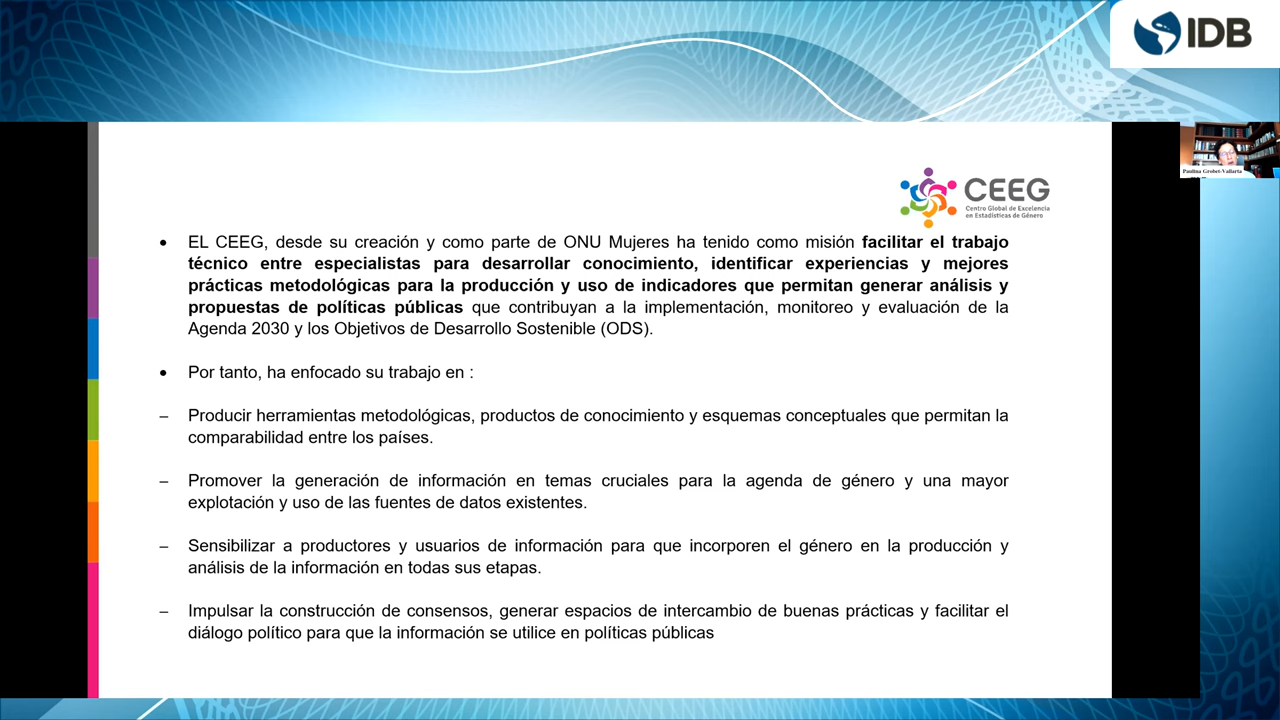 IDB
Paulina Grobet-Vallarta
CEEG
Centro Global de Excelencia
en Estadísticas de Género
• EL CEEG, desde su creación y como parte de ONU Mujeres ha tenido como misión facilitar el trabajo
técnico entre especialistas para desarrollar conocimiento, identificar experiencias y mejores
prácticas metodológicas para la producción y uso de indicadores que permitan generar análisis y
propuestas de políticas públicas que contribuyan a la implementación, monitoreo y evaluación de la
Agenda 2030 y los Objetivos de Desarrollo Sostenible (ODS).
• Por tanto, ha enfocado su trabajo en :
– Producir herramientas metodológicas, productos de conocimiento y esquemas conceptuales que permitan la
comparabilidad entre los países.
– Promover la generación de información en temas cruciales para la agenda de género y una mayor
explotación y uso de las fuentes de datos existentes.
– Sensibilizar a productores y usuarios de información para que incorporen el género en la producción y
análisis de la información en todas sus etapas.
– Impulsar la construcción de consensos, generar espacios de intercambio de buenas prácticas y facilitar el
diálogo político para que la información se utilice en políticas públicas